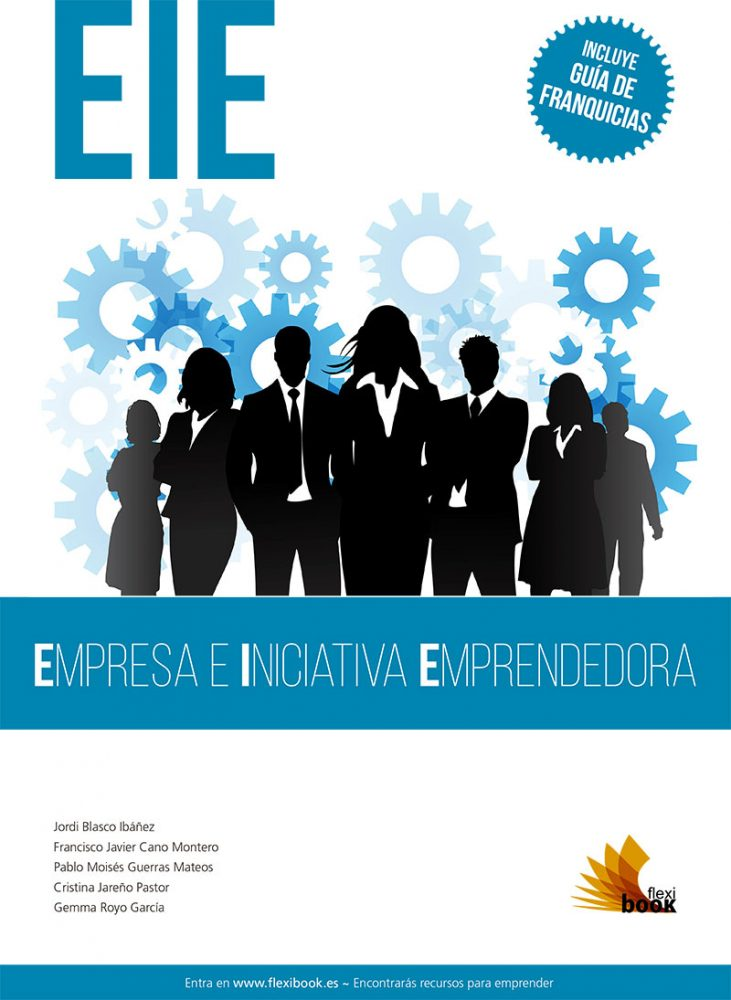 EIE
INCLUYE
GUÍA DE
FRANQUICIAS
EMPRESA E INICIATIVA EMPRENDEDORA
Jordi Blasco Ibáñez
Francisco Javier Cano Montero
Pablo Moisés Guerras Mateos
Cristina Jareño Pastor
Gemma Royo García
flexi
book
Entra en www.flexibook.es ~ Encontrarás recursos para emprender